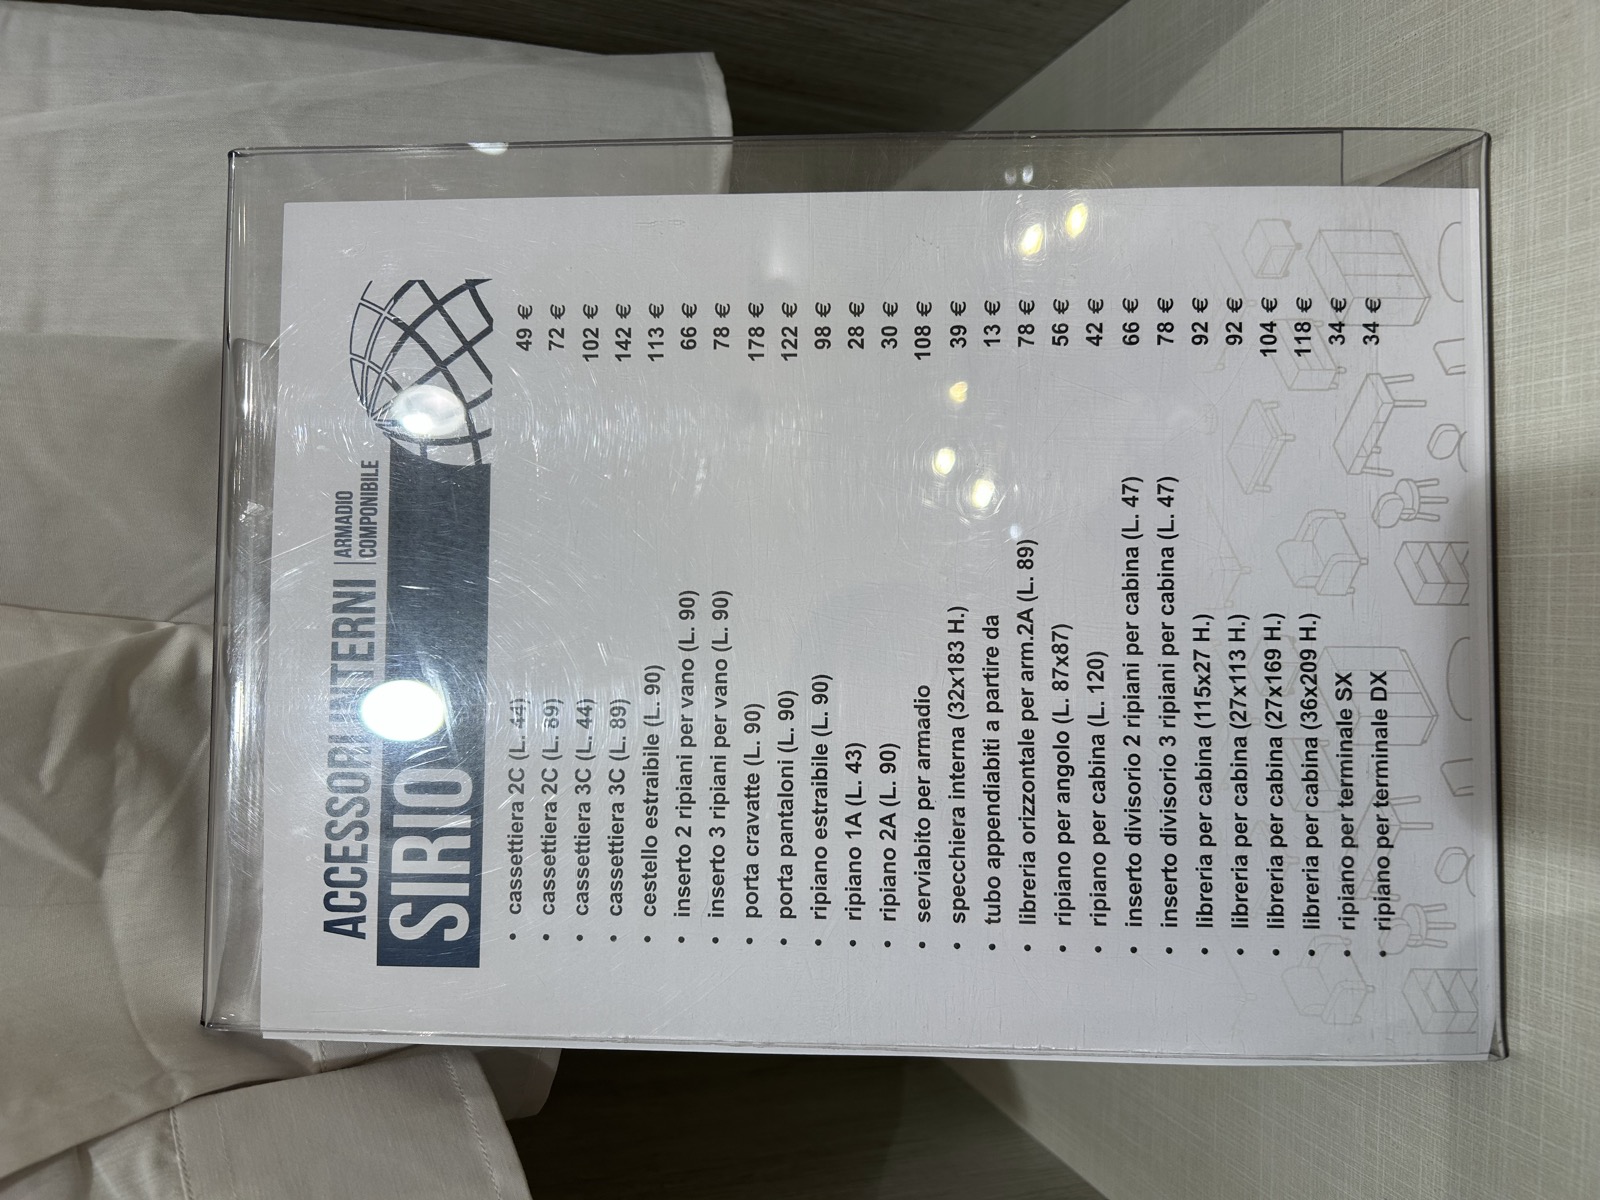 ACCESSORI INTERNI
ARMADIO
COMPONIBILE
SIRIO
• cassettiera 2C (L. 44) 49 €
• cassettiera 2C (L. 89) 72 €
• cassettiera 3C (L. 44) 102 €
• cassettiera 3C (L. 89) 142 €
• cestello estraibile (L. 90) 113 €
• inserto 2 ripiani per vano (L. 90) 66 €
• inserto 3 ripiani per vano (L. 90) 78 €
• porta cravatte (L. 90) 178 €
• porta pantaloni (L. 90) 122 €
• ripiano estraibile (L. 90) 98 €
• ripiano 1A (L. 43) 28 €
• ripiano 2A (L. 90) 30 €
• serviabito per armadio 108 €
• specchiera interna (32x183 H.) 39 €
• tubo appendiabiti a partire da 13 €
• libreria orizzontale per arm.2A (L. 89) 78 €
• ripiano per angolo (L. 87x87) 56 €
• ripiano per cabina (L. 120) 42 €
• inserto divisorio 2 ripiani per cabina (L. 47) 66 €
• inserto divisorio 3 ripiani per cabina (L. 47) 78 €
• libreria per cabina (115x27 H.) 92 €
• libreria per cabina (27x113 H.) 92 €
• libreria per cabina (27x169 H.) 104 €
• libreria per cabina (36x209 H.) 118 €
• ripiano per terminale SX 34 €
• ripiano per terminale DX 34 €